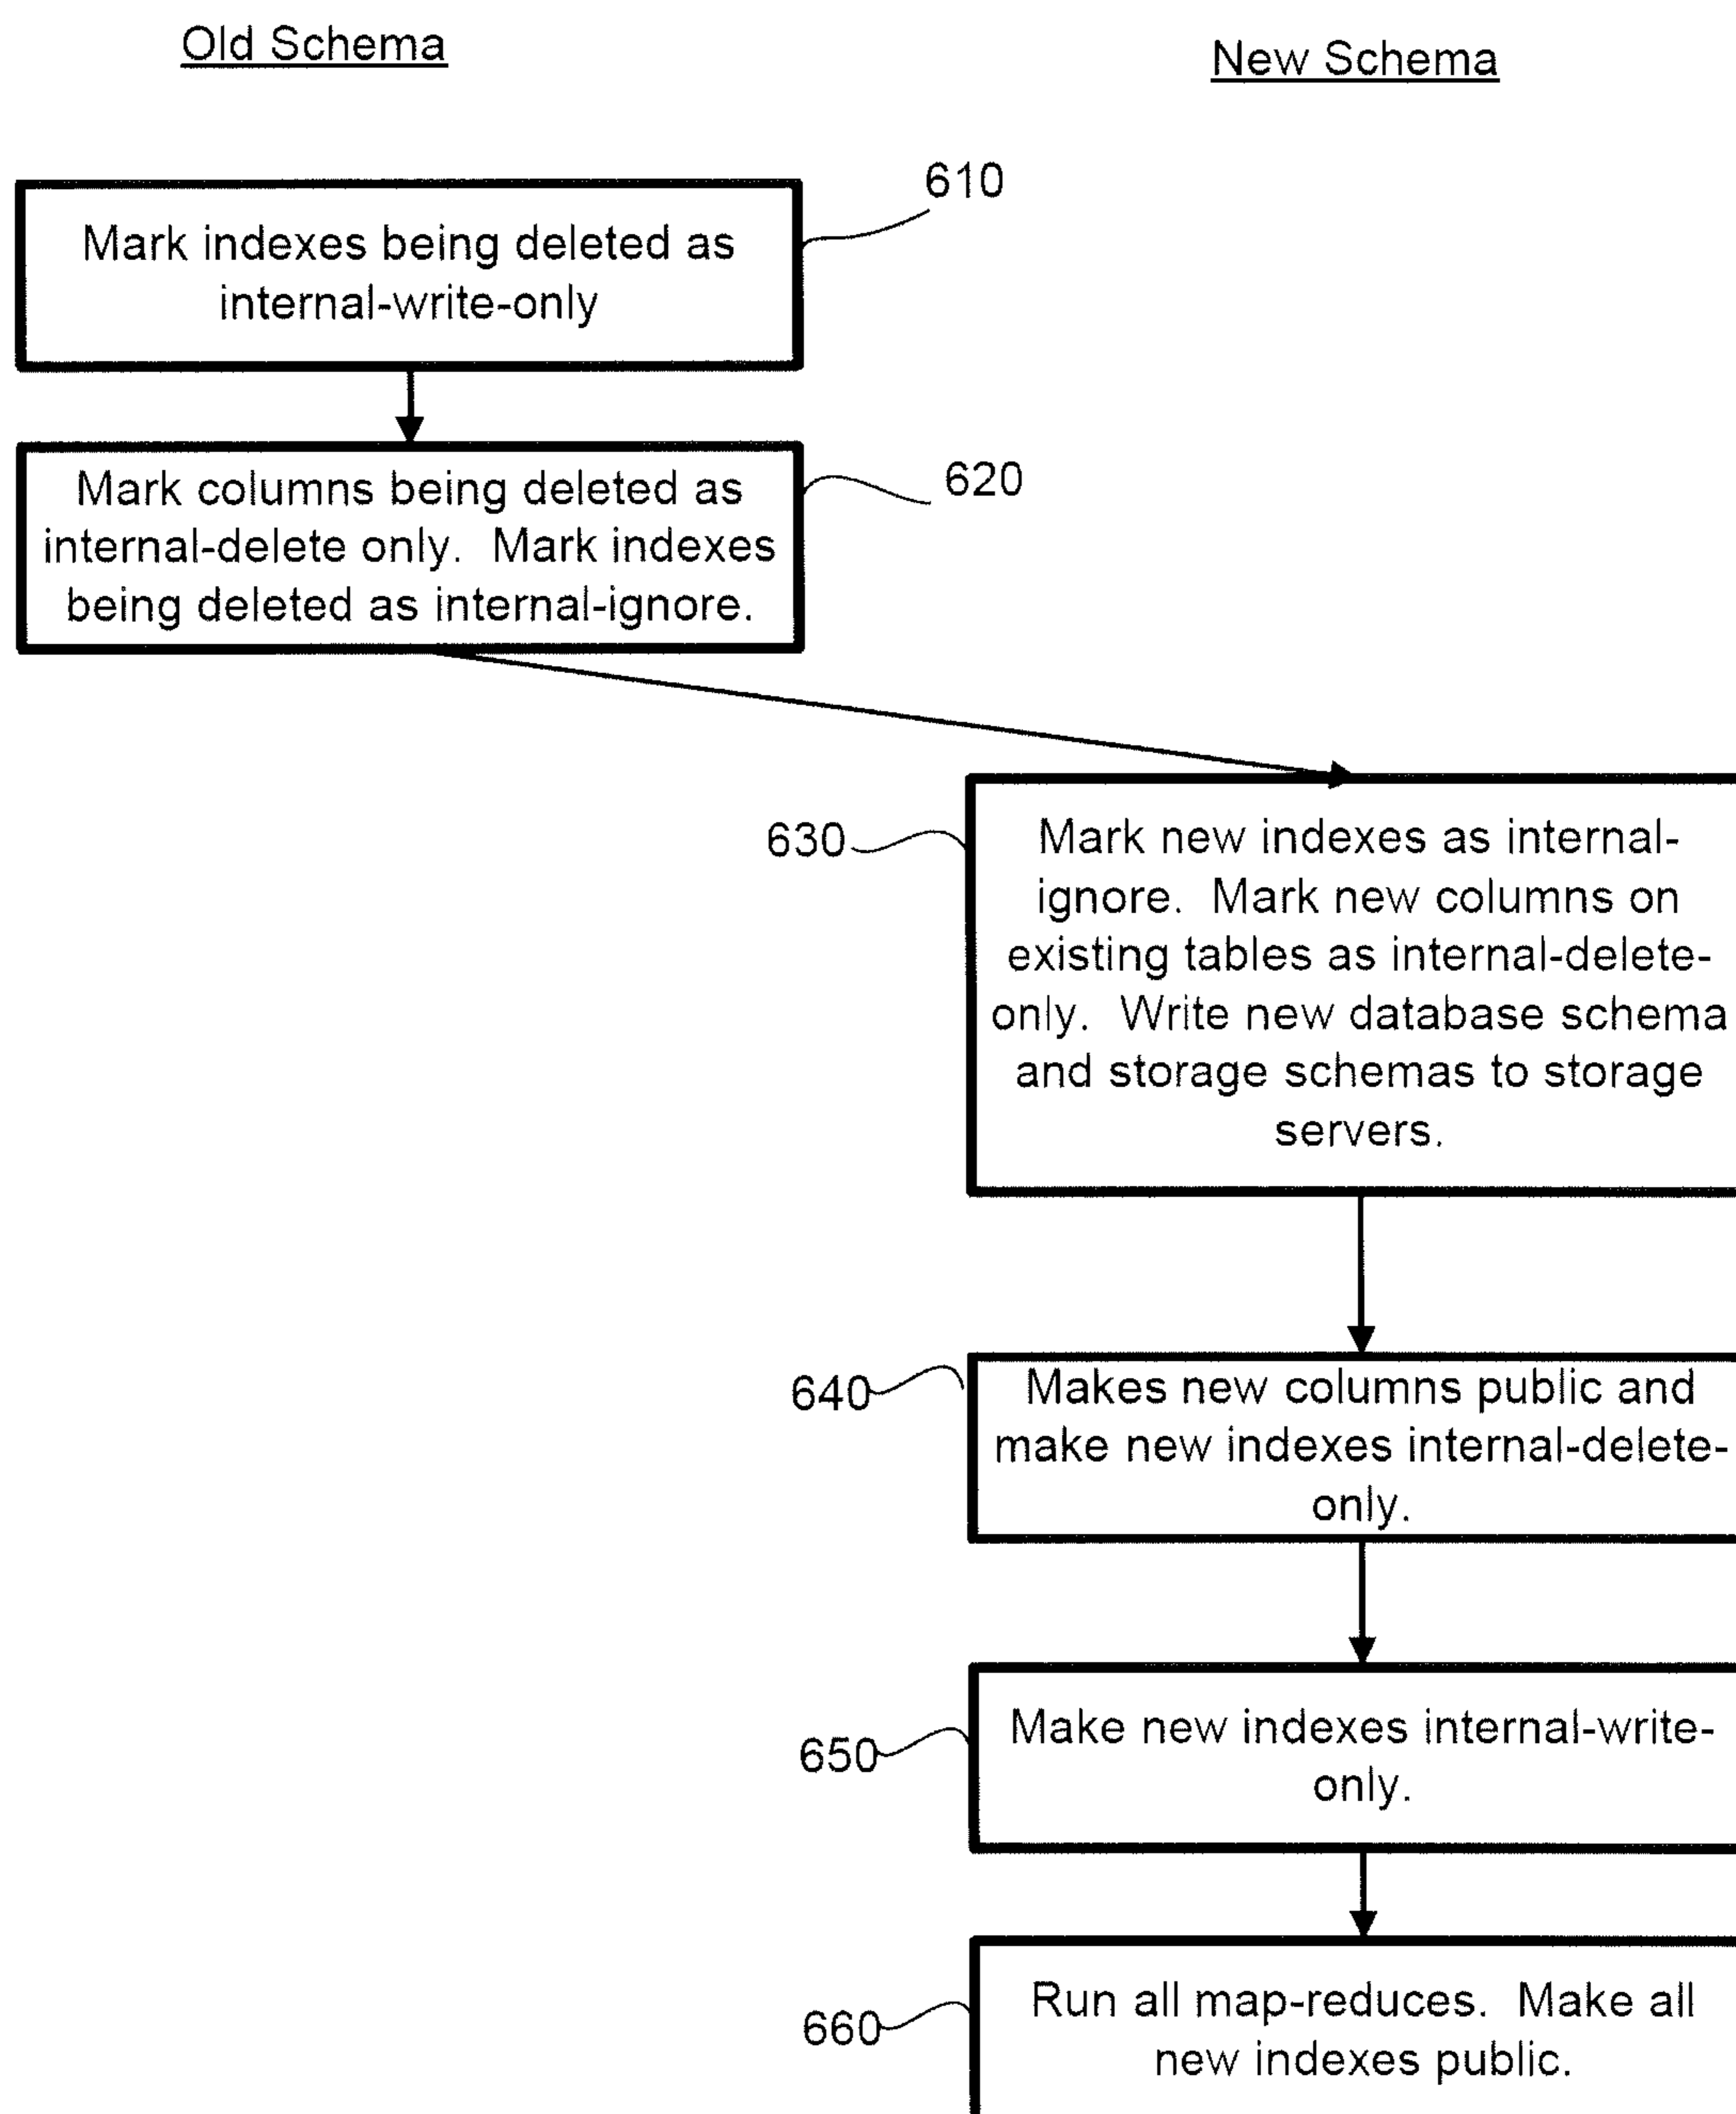 Old Schema
New Schema
610
Mark indexes being deleted as
internal-write-only
620
Mark columns being deleted as
internal-delete only.  Mark indexes
being deleted as internal-ignore.
630
Mark new indexes as internal-
ignore.  Mark new columns on
existing tables as internal-delete-
only.  Write new database schema
and storage schemas to storage
servers.
640
Makes new columns public and
make new indexes internal-delete-
only.
650
Make new indexes internal-write-
only.
660
Run all map-reduces.  Make all
new indexes public.